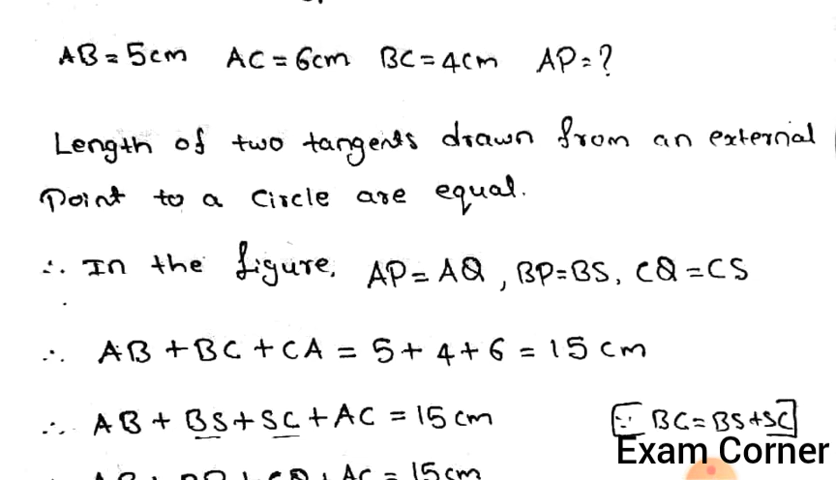 AB = 5cm AC = 6cm BC = 4cm AP = ?
Length of two tangents drawn from an external
Point to a circle are equal.
∴ In the figure, AP = AQ, BP = BS, CQ = CS
∴ AB + BC + CA = 5 + 4 + 6 = 15 cm
∴ AB + BS + SC + AC = 15 cm [∵ BC = BS + SC]
Exam Corner
AC = 15cm